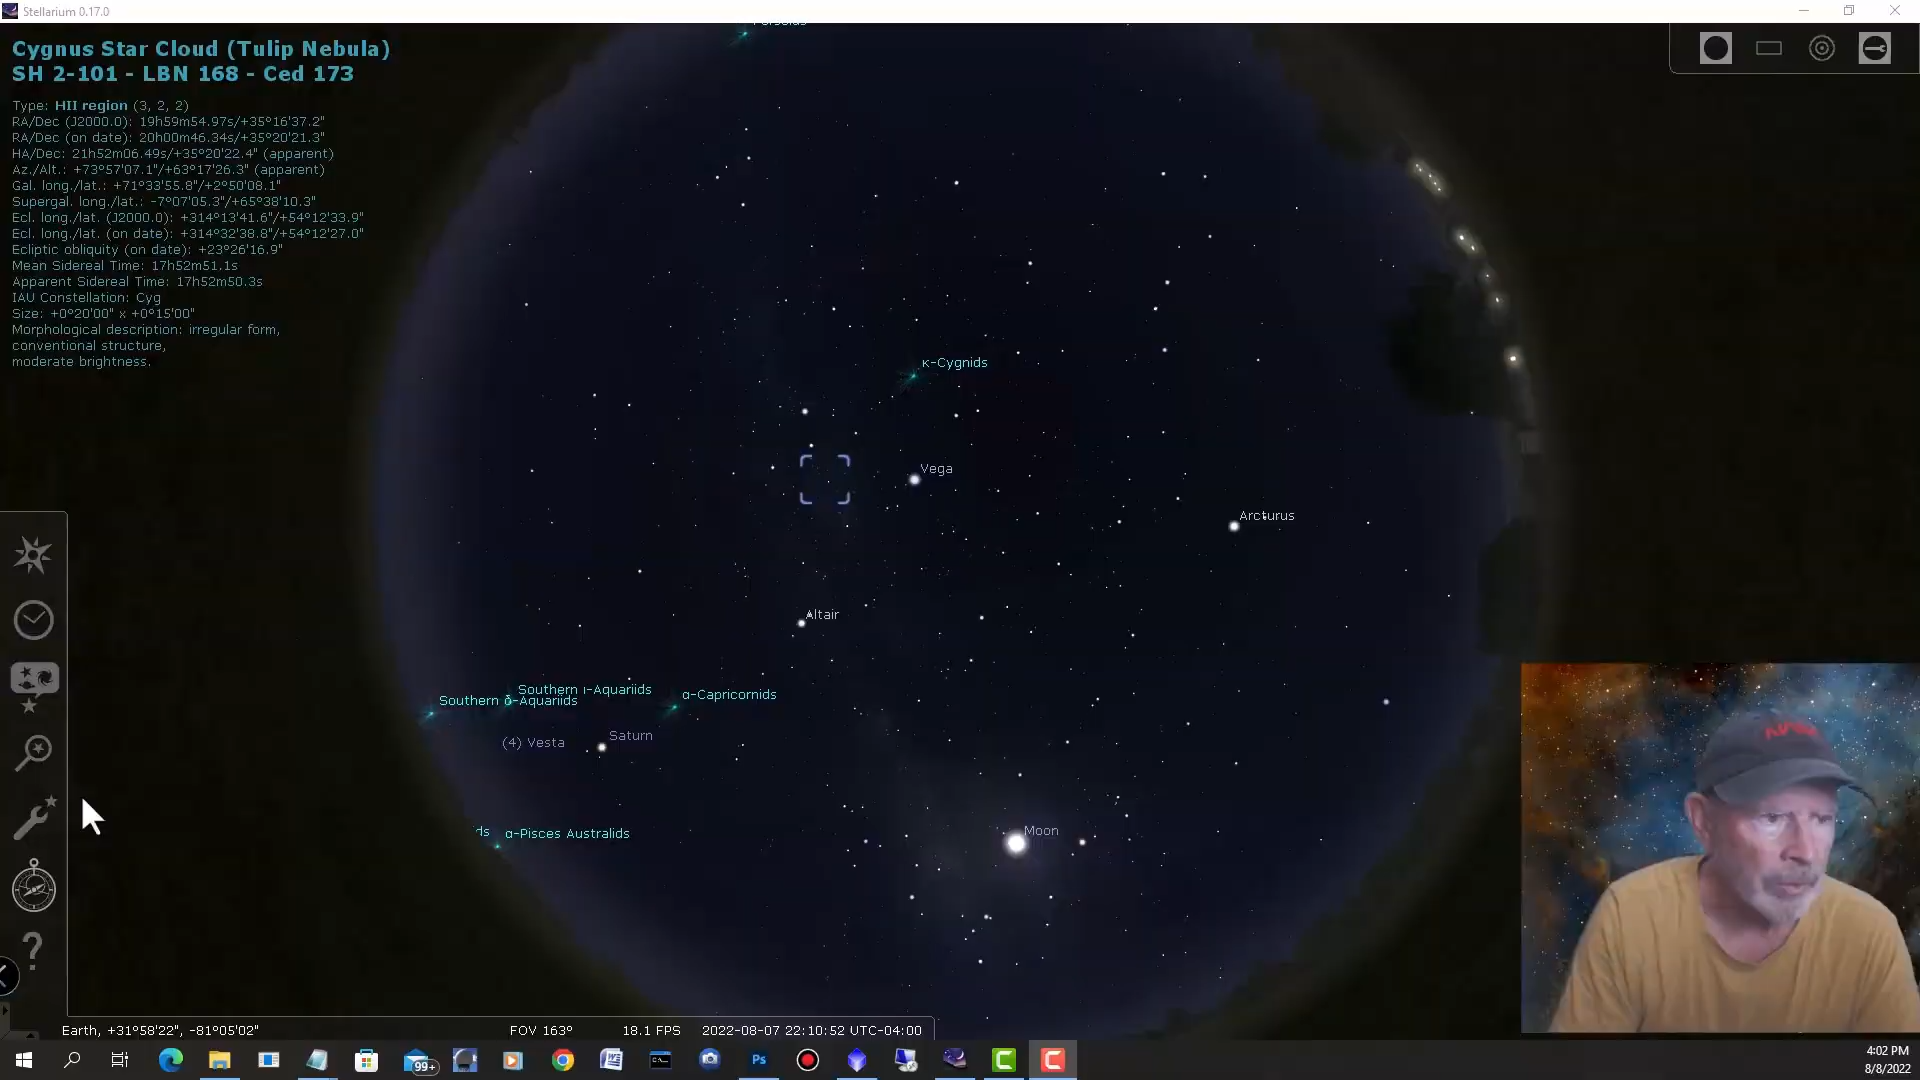 Stellarium 0.17.0
Perseids
Cygnus Star Cloud (Tulip Nebula)
SH 2-101 - LBN 168 - Ced 173
Type: HII region (3, 2, 2)
RA/Dec (J2000.0): 19h59m54.97s/+35°16'37.2"
RA/Dec (on date): 20h00m46.34s/+35°20'21.3"
HA/Dec: 21h52m06.49s/+35°20'22.4" (apparent)
Az./Alt.: +73°57'07.1"/+63°17'26.3" (apparent)
Gal. long./lat.: +71°33'55.8"/+2°50'08.1"
Supergal. long./lat.: -7°07'05.3"/+65°38'10.3"
Ecl. long./lat. (J2000.0): +314°13'41.6"/+54°12'33.9"
Ecl. long./lat. (on date): +314°32'38.8"/+54°12'27.0"
Ecliptic obliquity (on date): +23°26'16.9"
Mean Sidereal Time: 17h52m51.1s
Apparent Sidereal Time: 17h52m50.3s
IAU Constellation: Cyg
Size: +0°20'00" x +0°15'00"
Morphological description: irregular form,
conventional structure,
moderate brightness.
κ-Cygnids
Vega
Arcturus
Altair
Southern ι-Aquariids
Southern δ-Aquariids
α-Capricornids
Saturn
(4) Vesta
Moon
ds
α-Pisces Australids
Earth, +31°58'22", -81°05'02"
FOV 163°
18.1 FPS
2022-08-07 22:10:52 UTC-04:00
99+
Ps
4:02 PM
8/8/2022